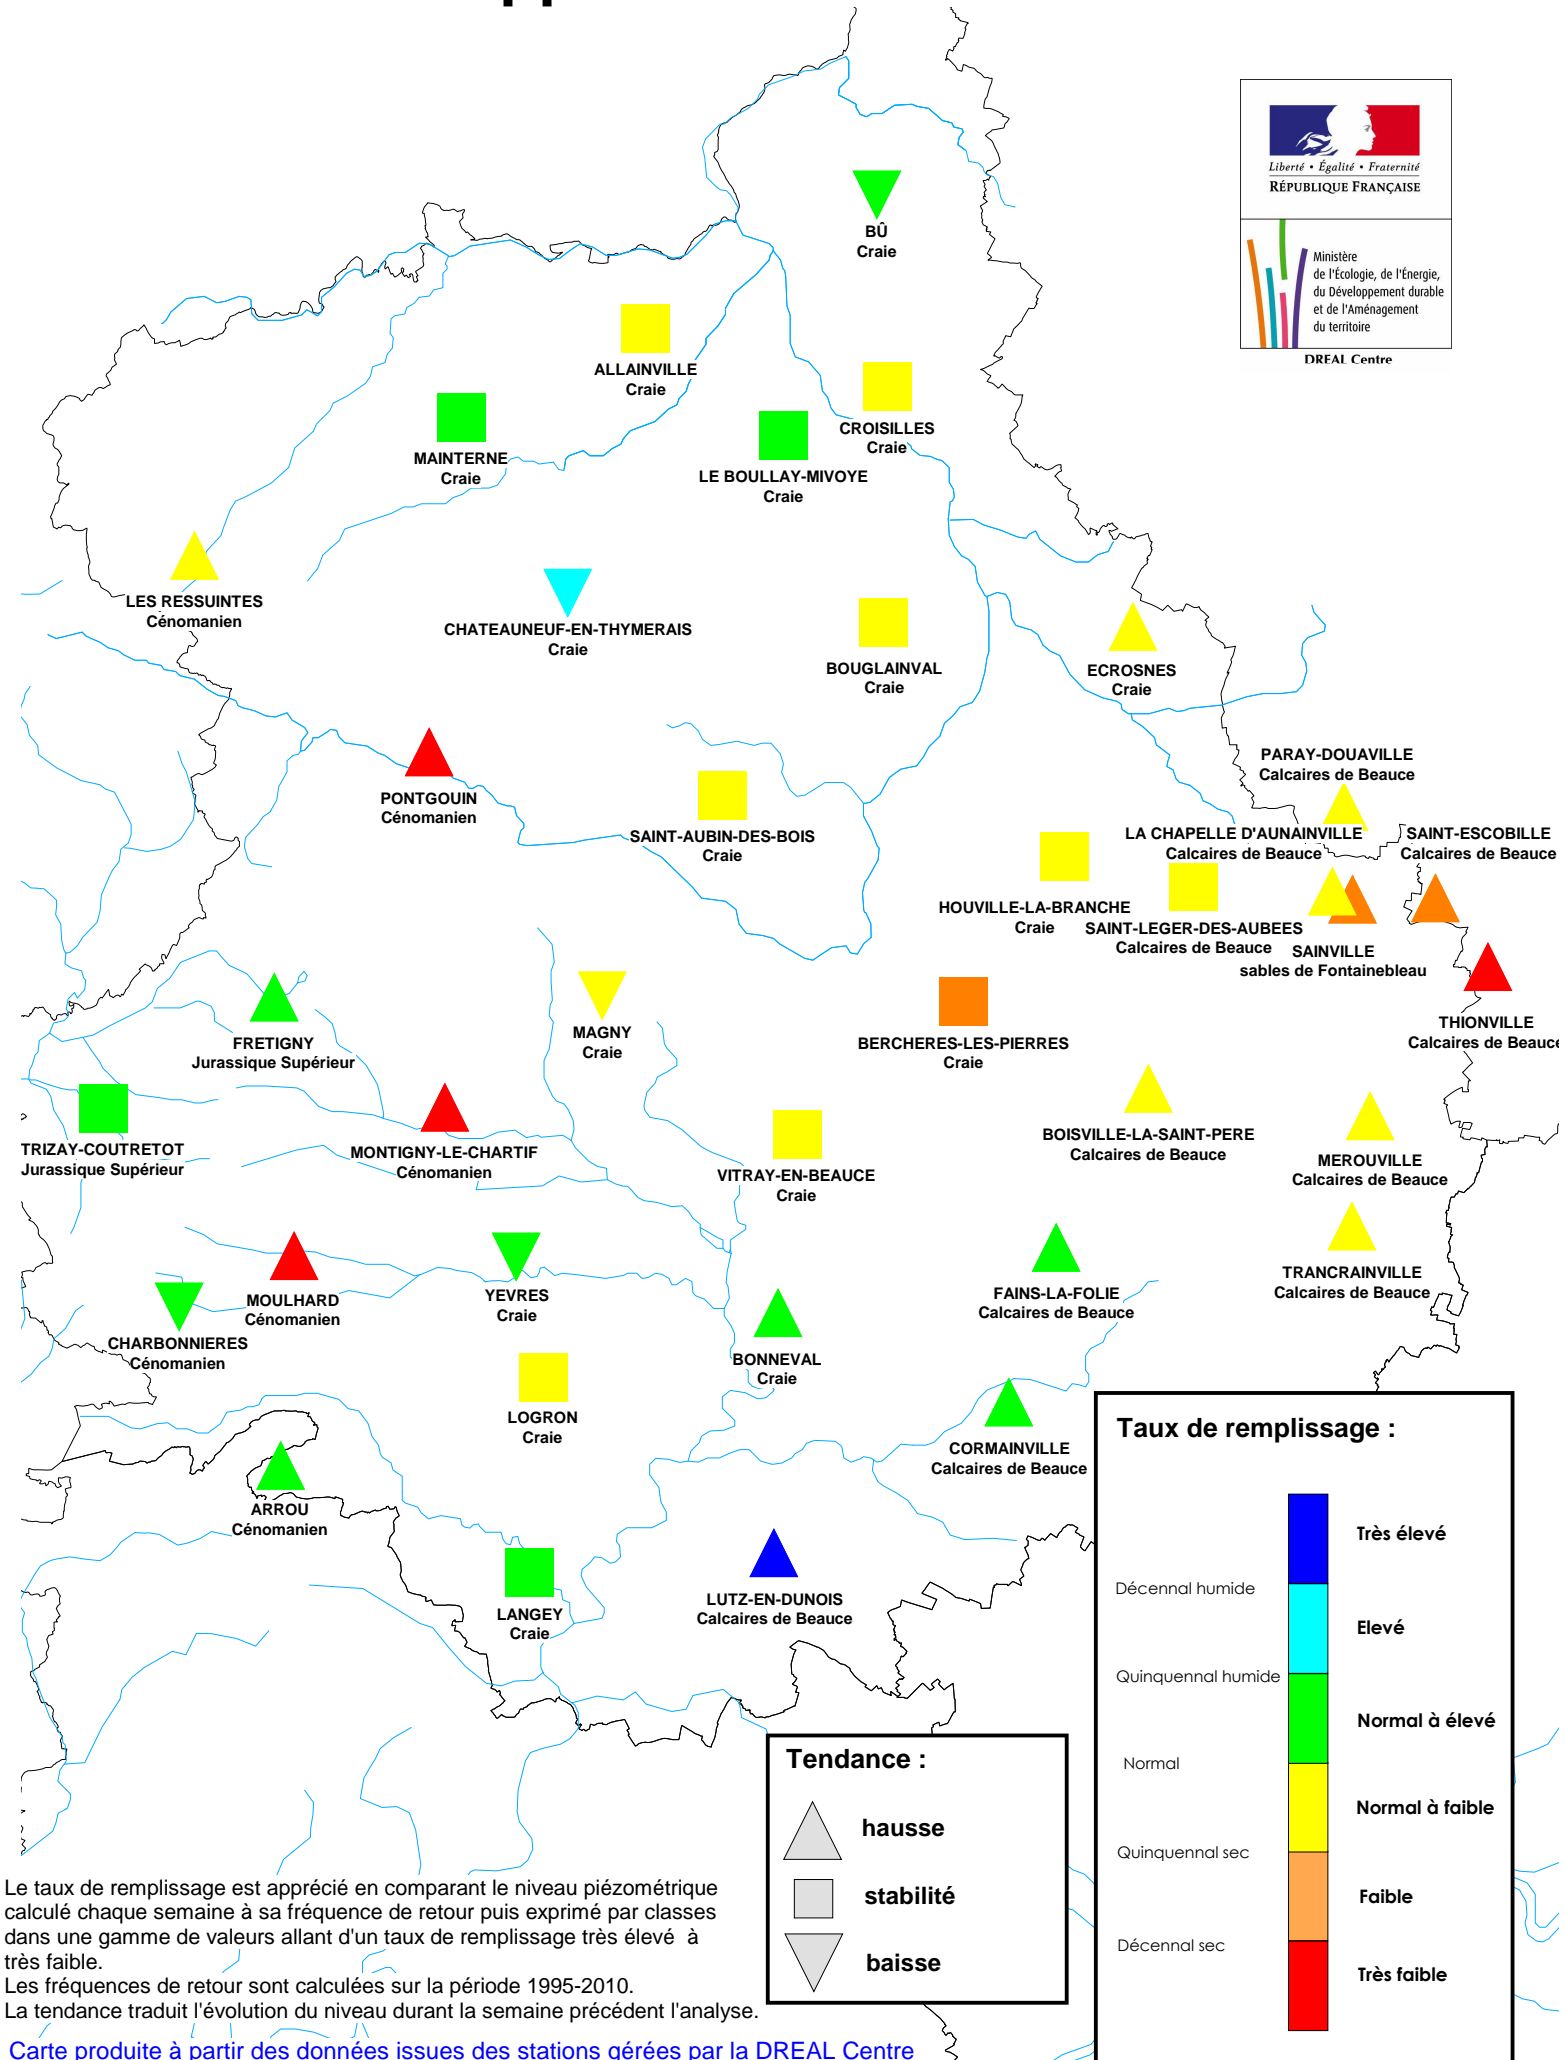 Liberté • Égalité • Fraternité
RÉPUBLIQUE FRANÇAISE
Ministère
de l'Écologie, de l'Énergie,
du Développement durable
et de l'Aménagement
du territoire
DREAL Centre
BÛ
Craie
ALLAINVILLE
Craie
CROISILLES
Craie
MAINTERNE
Craie
LE BOULLAY-MIVOYE
Craie
LES RESSUINTES
Cénomanien
CHATEAUNEUF-EN-THYMERAIS
Craie
BOUGLAINVAL
Craie
ECROSNES
Craie
PONTGOUIN
Cénomanien
SAINT-AUBIN-DES-BOIS
Craie
PARAY-DOUAVILLE
Calcaires de Beauce
LA CHAPELLE D'AUNAINVILLE
Calcaires de Beauce
SAINT-ESCOBILLE
Calcaires de Beauce
HOUVILLE-LA-BRANCHE
Craie
SAINT-LEGER-DES-AUBEES
Calcaires de Beauce
SAINVILLE
sables de Fontainebleau
THIONVILLE
Calcaires de Beauce
FRETIGNY
Jurassique Supérieur
MAGNY
Craie
BERCHERES-LES-PIERRES
Craie
TRIZAY-COUTRETOT
Jurassique Supérieur
MONTIGNY-LE-CHARTIF
Cénomanien
VITRAY-EN-BEAUCE
Craie
BOISVILLE-LA-SAINT-PERE
Calcaires de Beauce
MEROUVILLE
Calcaires de Beauce
TRANCRAINVILLE
Calcaires de Beauce
MOULHARD
Cénomanien
YEVRES
Craie
FAINS-LA-FOLIE
Calcaires de Beauce
CHARBONNIERES
Cénomanien
BONNEVAL
Craie
LOGRON
Craie
CORMAINVILLE
Calcaires de Beauce
ARROU
Cénomanien
LANGEY
Craie
LUTZ-EN-DUNOIS
Calcaires de Beauce
Taux de remplissage :
Très élevé
Décennal humide
Elevé
Quinquennal humide
Normal à élevé
Normal
Normal à faible
Quinquennal sec
Faible
Décennal sec
Très faible
Tendance :
hausse
stabilité
baisse
Le taux de remplissage est apprécié en comparant le niveau piézométrique
calculé chaque semaine à sa fréquence de retour puis exprimé par classes
dans une gamme de valeurs allant d'un taux de remplissage très élevé à
très faible.
Les fréquences de retour sont calculées sur la période 1995-2010.
La tendance traduit l'évolution du niveau durant la semaine précédent l'analyse.
Carte produite à partir des données issues des stations gérées par la DREAL Centre